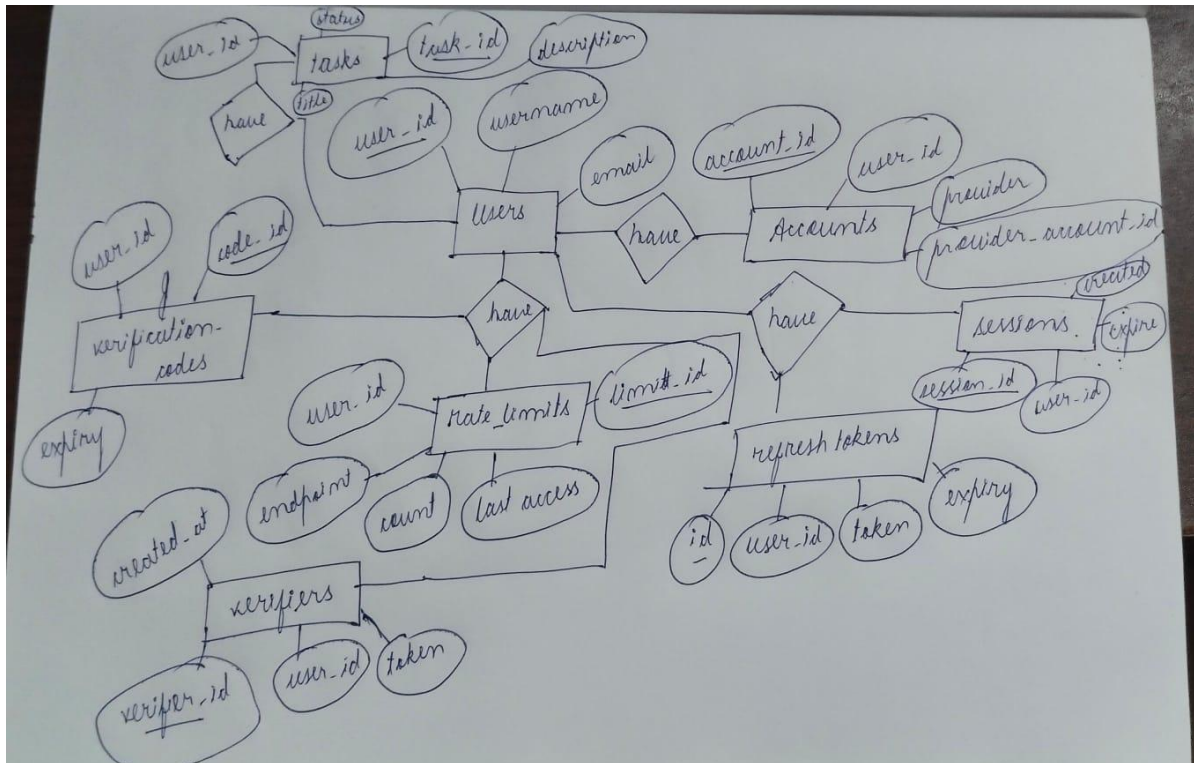 status
user_id
tasks
task_id
description
have
title
user_id
username
email
account_id
user_id
provider
Users
have
Accounts
provider_account_id
user_id
code_id
created
verification-
codes
have
have
sessions
expire
session_id
user_id
expiry
user_id
rate_limits
limit_id
refresh tokens
endpoint
count
last access
id
user_id
token
expiry
created_at
verifiers
verifier_id
user_id
token